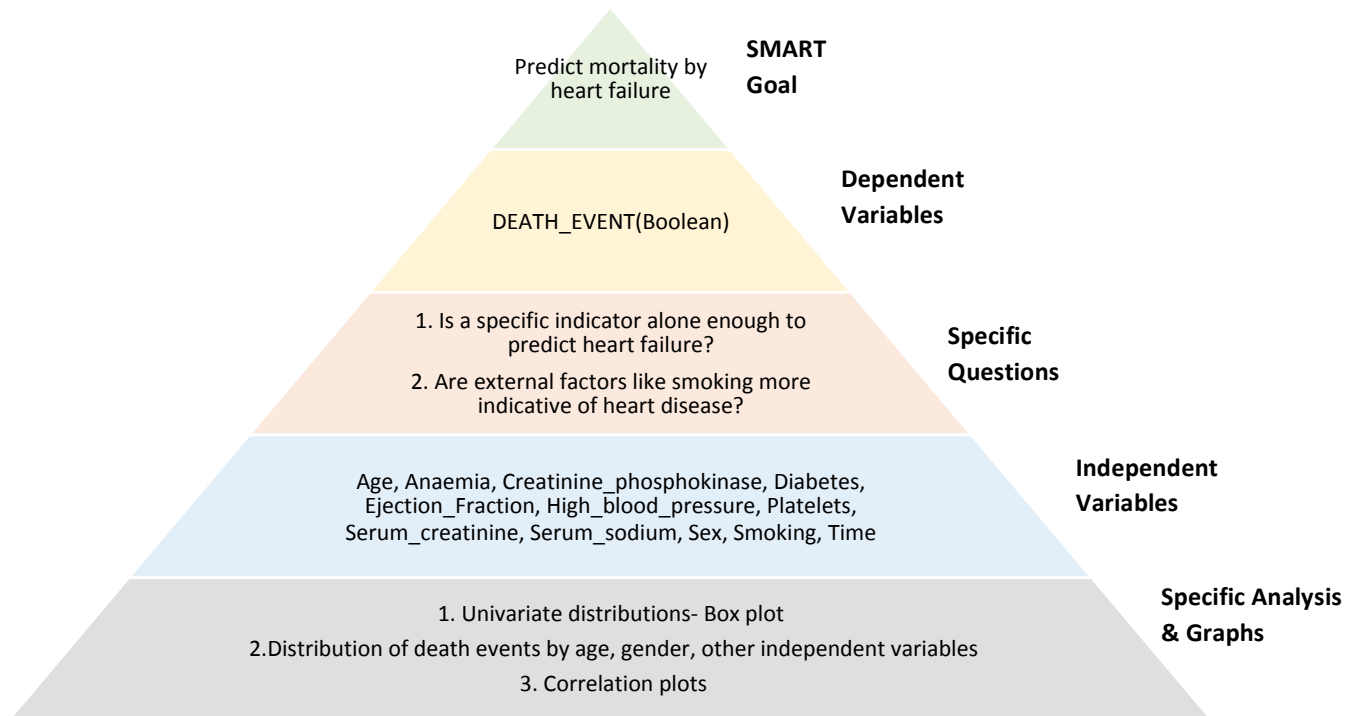 Predict mortality by
heart failure
SMART
Goal
DEATH_EVENT(Boolean)
Dependent
Variables
1. Is a specific indicator alone enough to
predict heart failure?
2. Are external factors like smoking more
indicative of heart disease?
Specific
Questions
Age, Anaemia, Creatinine_phosphokinase, Diabetes,
Ejection_Fraction, High_blood_pressure, Platelets,
Serum_creatinine, Serum_sodium, Sex, Smoking, Time
Independent
Variables
1. Univariate distributions- Box plot
2.Distribution of death events by age, gender, other independent variables
3. Correlation plots
Specific Analysis
& Graphs